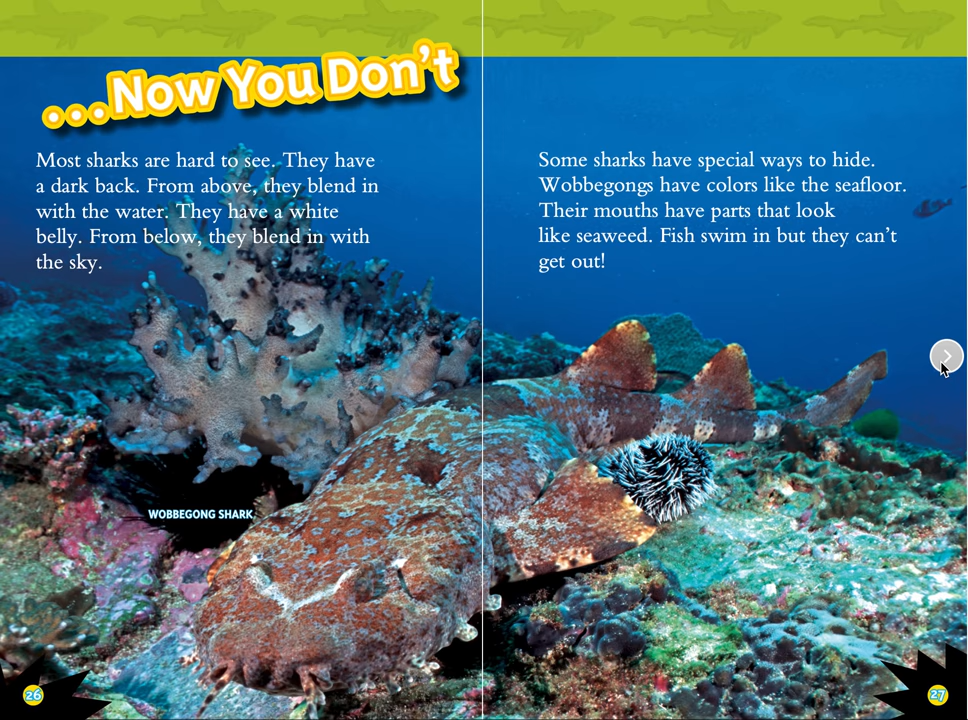 ...Now You Don't
Most sharks are hard to see. They have
a dark back. From above, they blend in
with the water. They have a white
belly. From below, they blend in with
the sky.
WOBBEGONG SHARK
26
Some sharks have special ways to hide.
Wobbegongs have colors like the seafloor.
Their mouths have parts that look
like seaweed. Fish swim in but they can’t
get out!
27